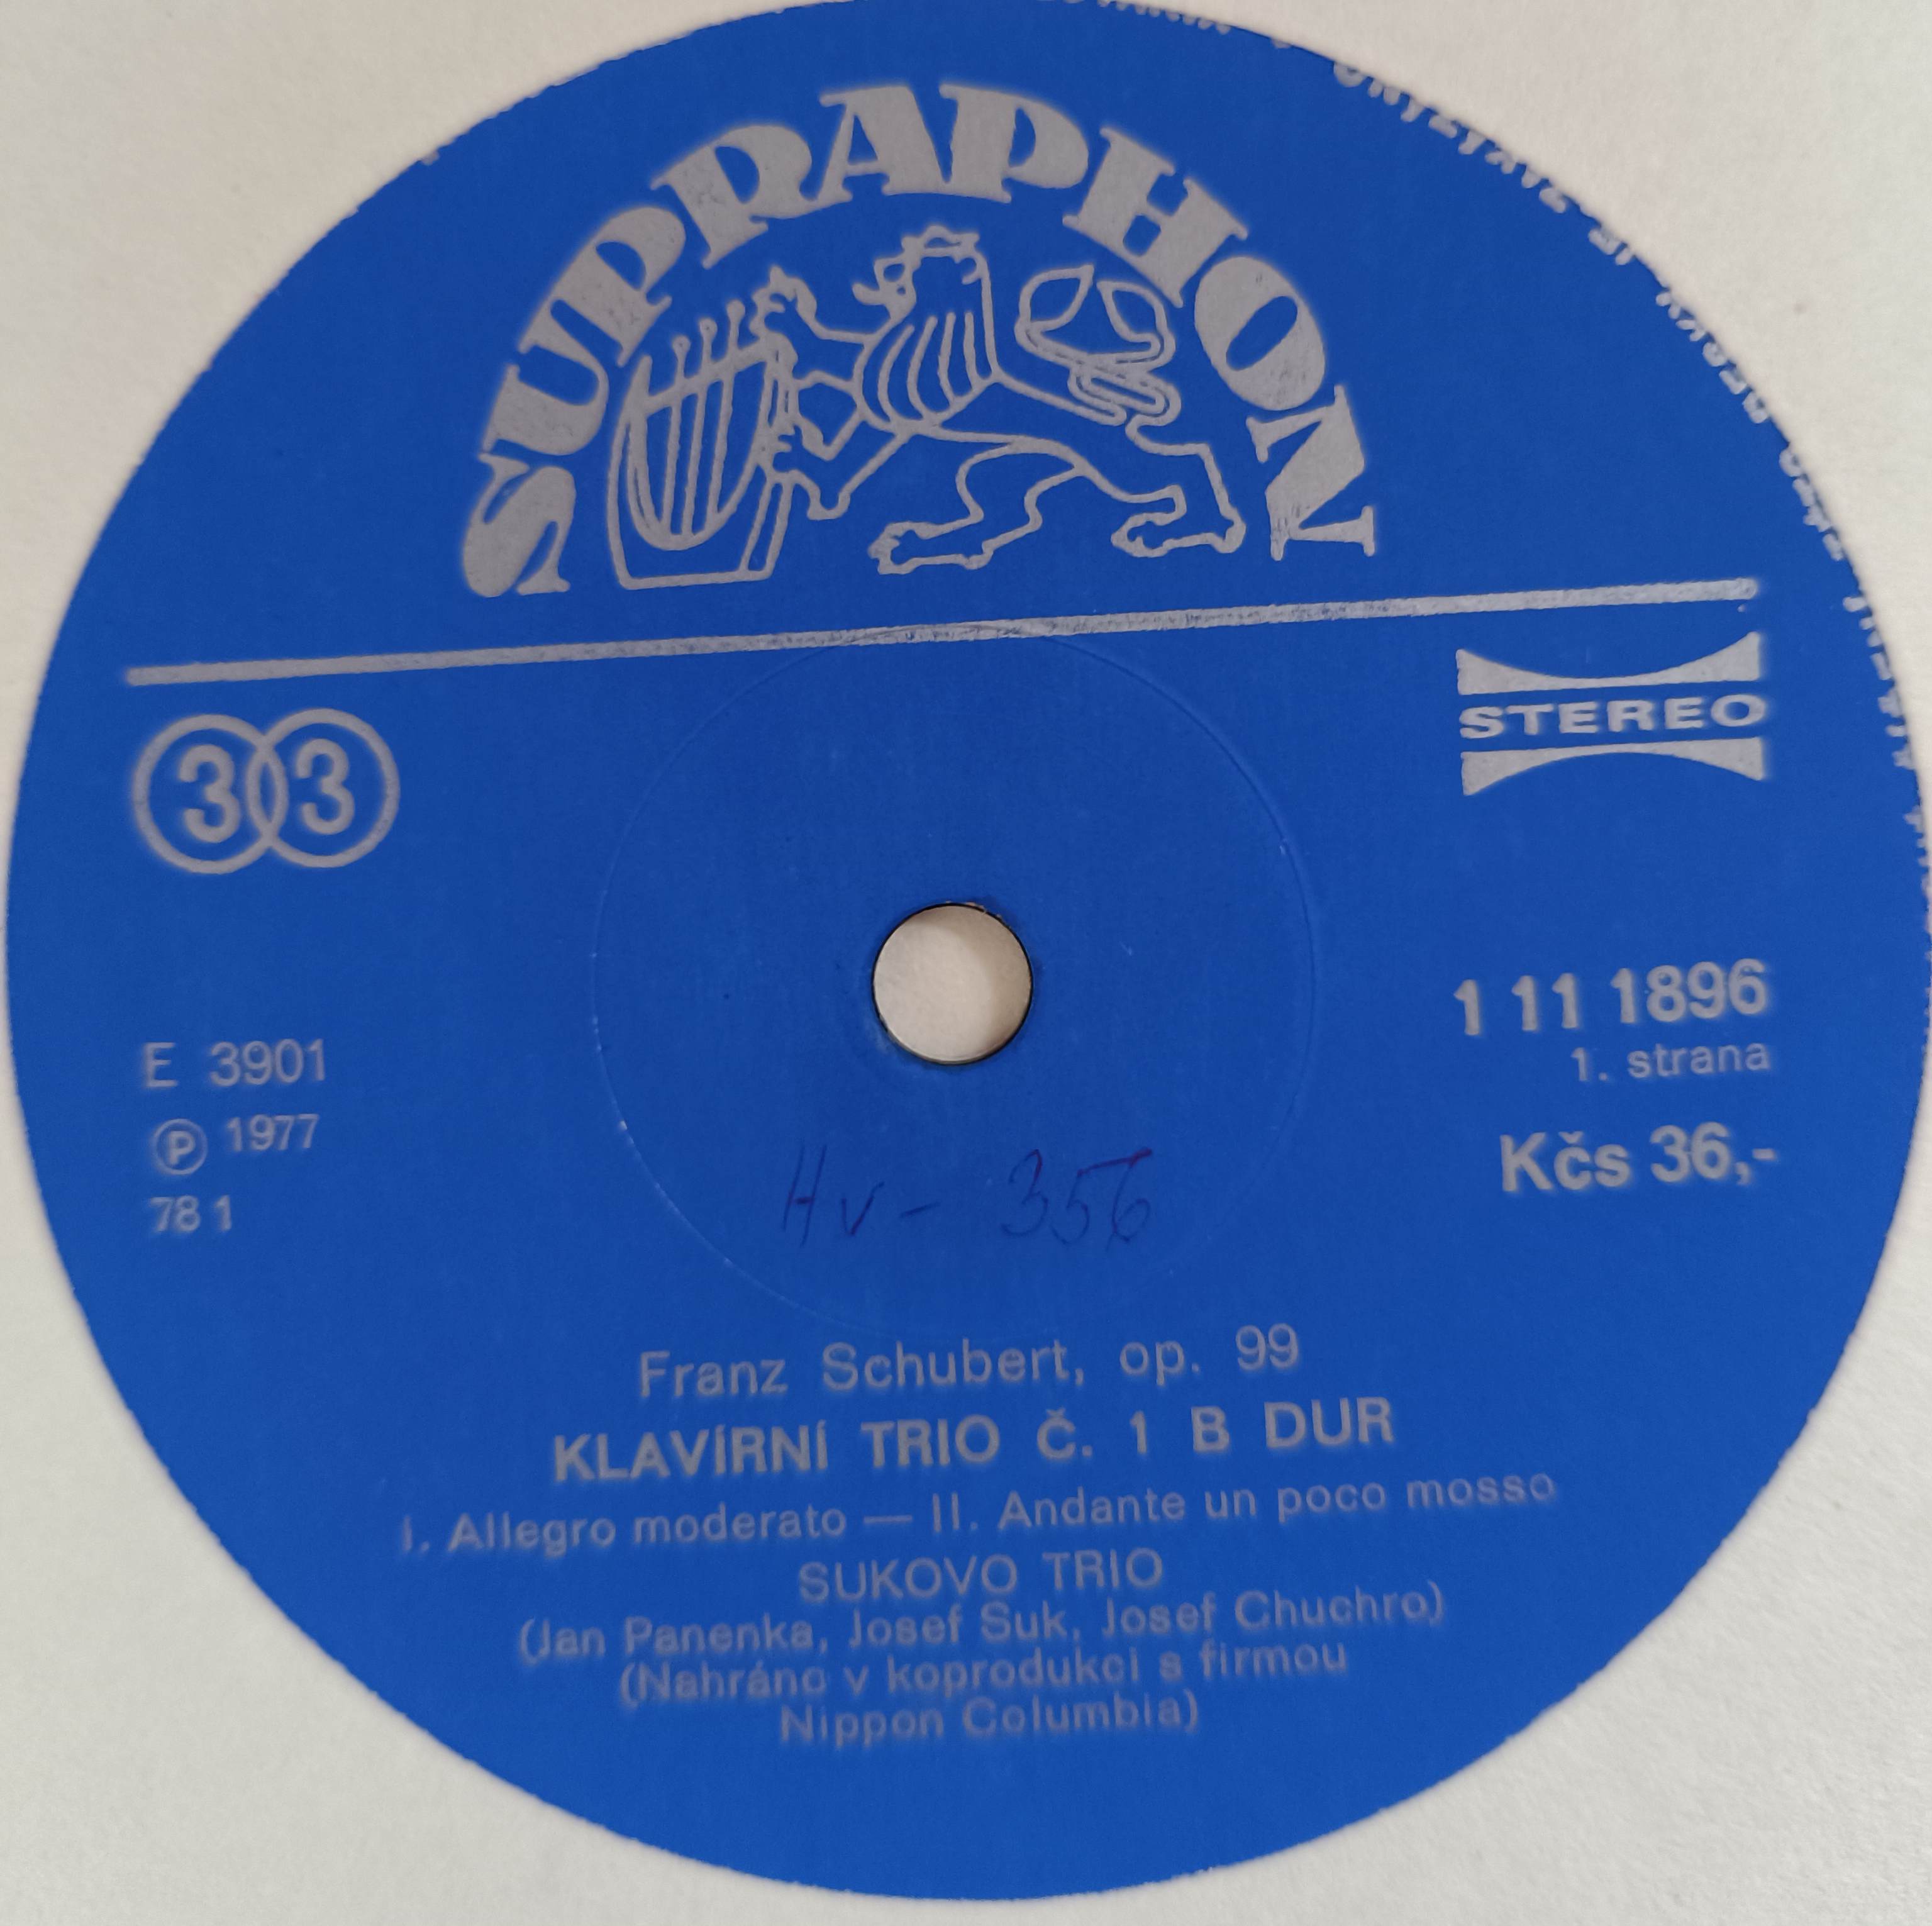 SUPRAPHON
33
STEREO
1 11 1896
1. strana
Kčs 36,-
E 3901
Ⓟ 1977
78 1
Hv - 356
Franz Schubert, op. 99
KLAVÍRNÍ TRIO Č. 1 B DUR
I. Allegro moderato — II. Andante un poco mosso
SUKOVO TRIO
(Jan Panenka, Josef Suk, Josef Chuchro)
(Nahráno v koprodukci s firmou
Nippon Columbia)